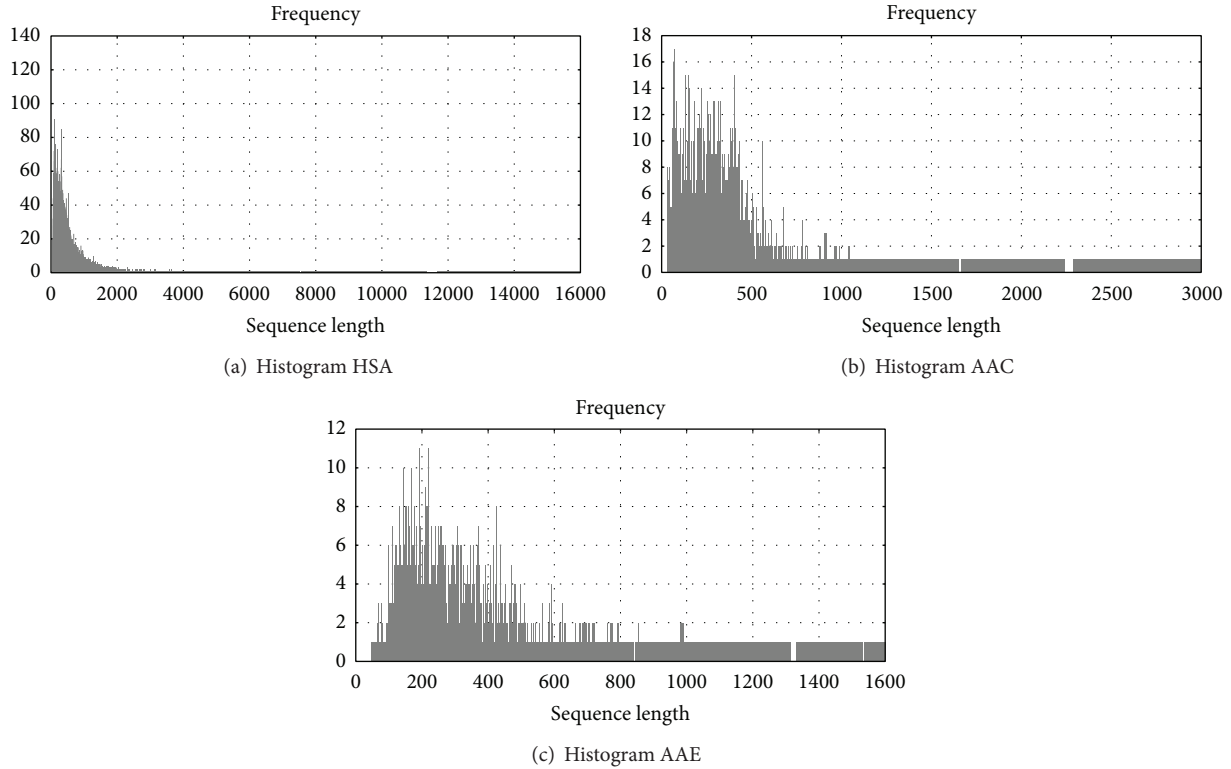 Frequency
140
120
100
80
60
40
20
0
0 2000 4000 6000 8000 10000 12000 14000 16000
Sequence length
(a) Histogram HSA
Frequency
18
16
14
12
10
8
6
4
2
0
0 500 1000 1500 2000 2500 3000
Sequence length
(b) Histogram AAC
Frequency
12
10
8
6
4
2
0
0 200 400 600 800 1000 1200 1400 1600
Sequence length
(c) Histogram AAE